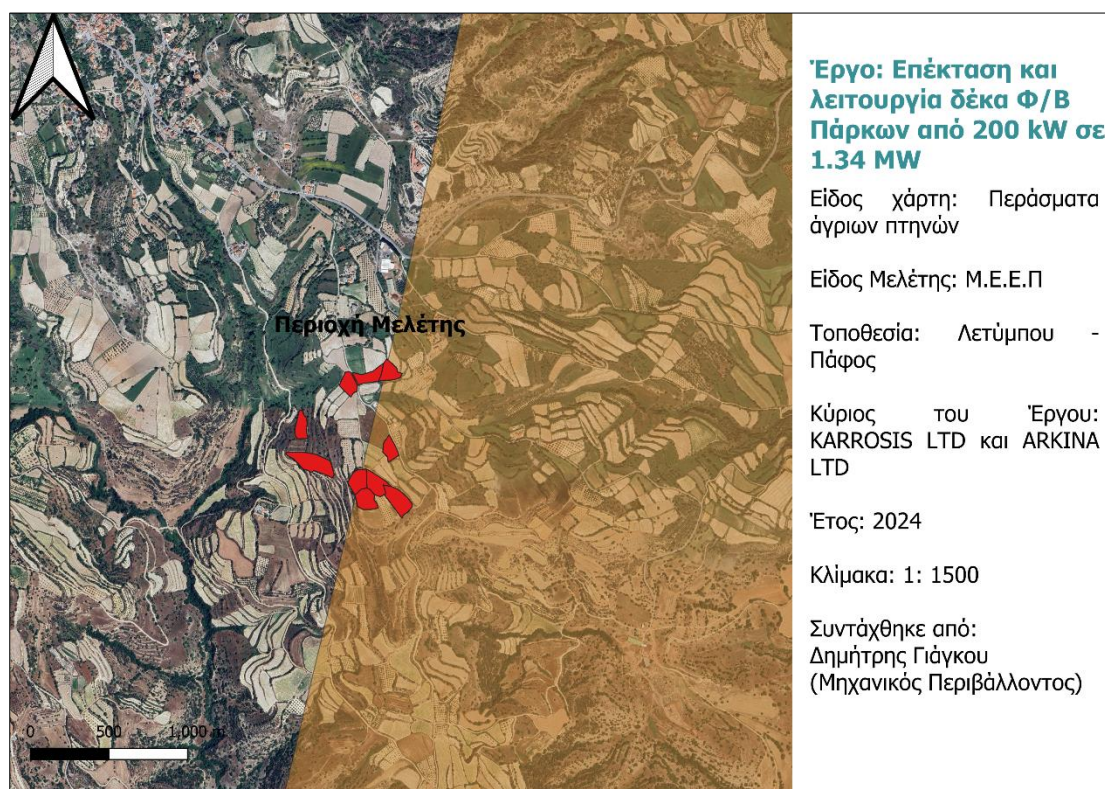 Έργο: Επέκταση και
λειτουργία δέκα Φ/Β
Πάρκων από 200 kW σε
1.34 MW
Είδος χάρτη: Περάσματα
άγριων πτηνών
Είδος Μελέτης: Μ.Ε.Ε.Π
Τοποθεσία: Λετύμπου -
Πάφος
Κύριος του Έργου:
KARROSIS LTD και ARKINA
LTD
Έτος: 2024
Κλίμακα: 1: 1500
Συντάχθηκε από:
Δημήτρης Γιάγκου
(Μηχανικός Περιβάλλοντος)
Περιοχή Μελέτης
0 500 1,000 m